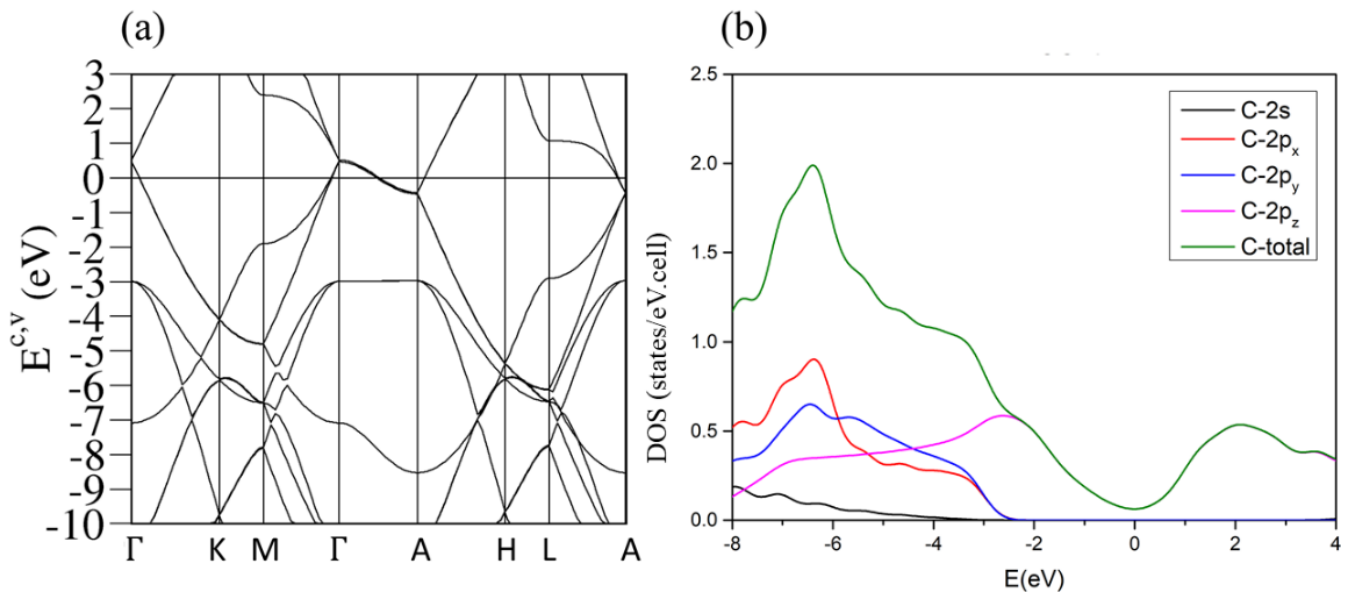 (a)
3
2
1
0
-1
-2
-3
-4
-5
-6
-7
-8
-9
-10
E^{c,v} (eV)
Γ K M Γ A H L A
(b)
2.5
2.0
1.5
1.0
0.5
0.0
DOS (states/eV.cell)
C-2s
C-2p_x
C-2p_y
C-2p_z
C-total
-8 -6 -4 -2 0 2 4
E(eV)